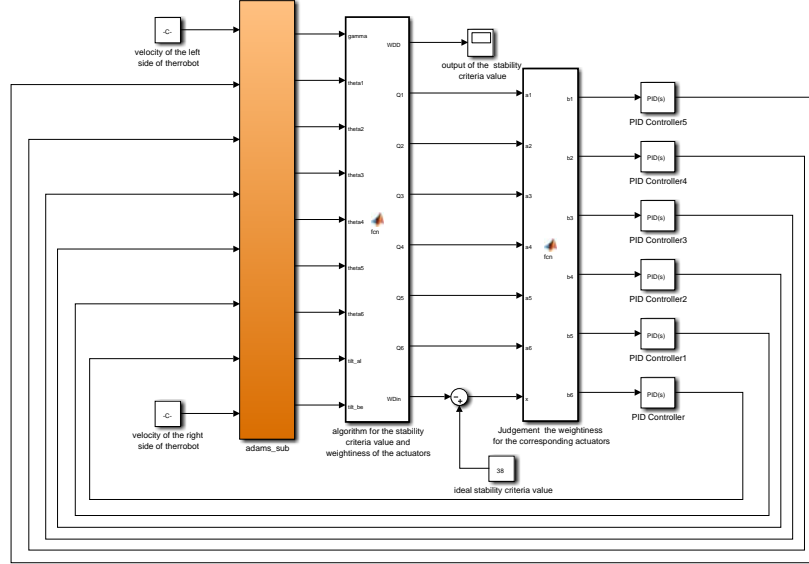 -C-
velocity of the left
side of therrobot
-C-
velocity of the right
side of therrobot
adams_sub
gamma
theta1
theta2
theta3
theta4
theta5
theta6
tilt_al
tilt_be
fcn
WDD
Q1
Q2
Q3
Q4
Q5
Q6
WDin
algorithm for the stability
criteria value and
weightiness of the actuators
output of the stability
criteria value
a1
a2
a3
a4
a5
a6
x
fcn
b1
b2
b3
b4
b5
b6
Judgement the weightiness
for the corresponding actuators
38
ideal stability criteria value
PID(s)
PID Controller5
PID(s)
PID Controller4
PID(s)
PID Controller3
PID(s)
PID Controller2
PID(s)
PID Controller1
PID(s)
PID Controller